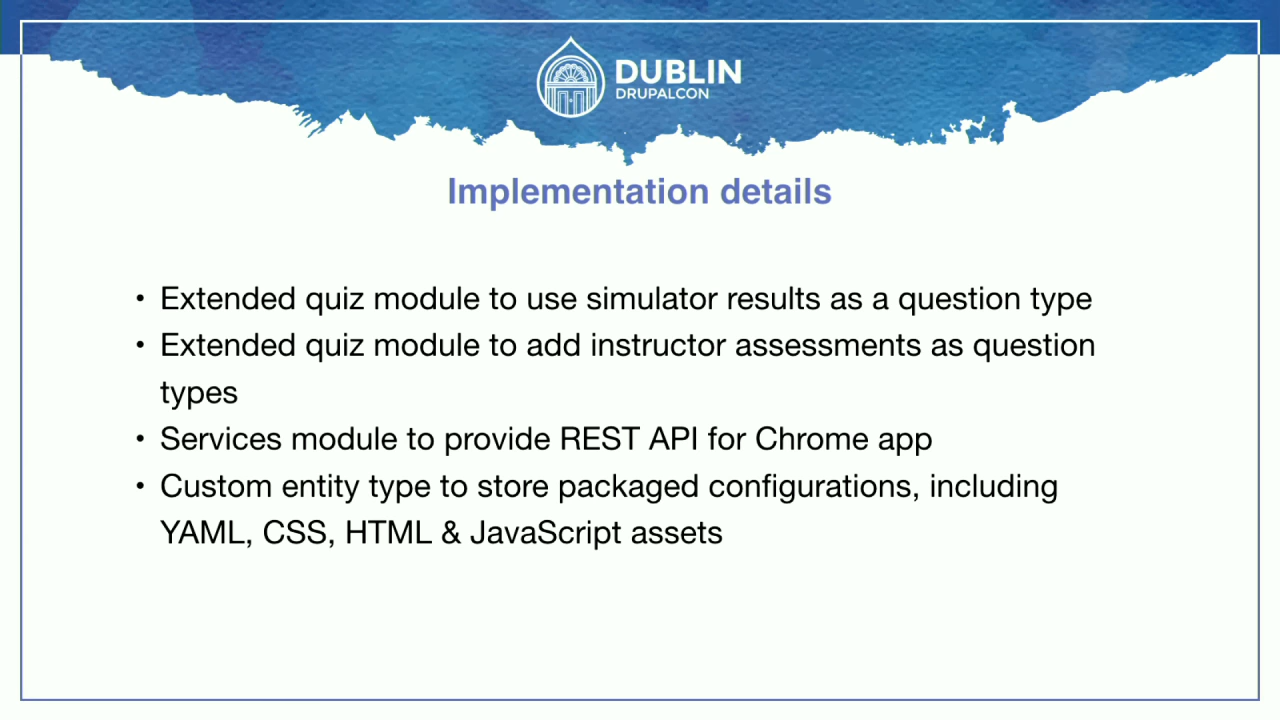 DUBLIN
DRUPALCON
Implementation details
• Extended quiz module to use simulator results as a question type
• Extended quiz module to add instructor assessments as question
types
• Services module to provide REST API for Chrome app
• Custom entity type to store packaged configurations, including
YAML, CSS, HTML & JavaScript assets